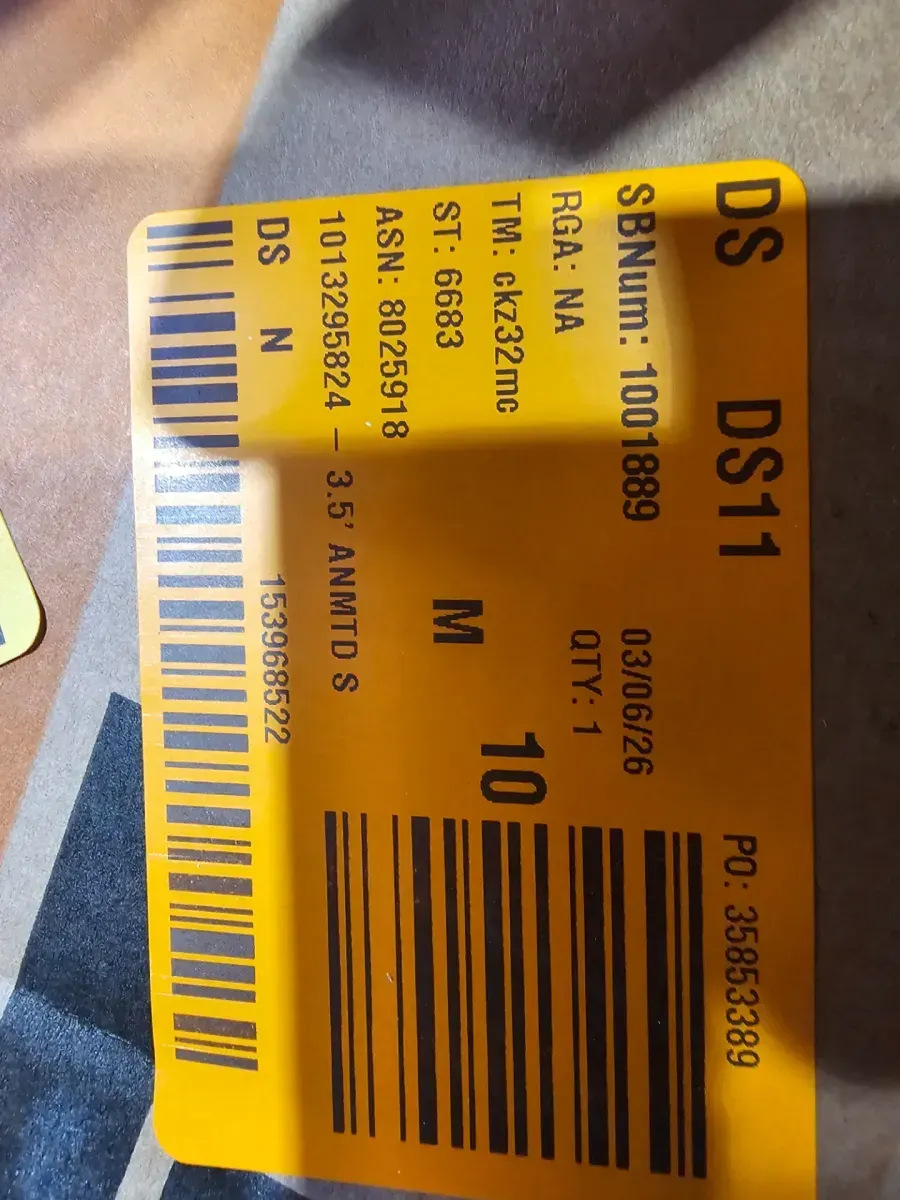 DS DS11
PO: 35853389
SBNum: 1001889 03/06/26
RGA: NA QTY: 1
TM: ckz32mc 10
ST: 6683 M
ASN: 8025918
1013295824 – 3.5' ANMTD S
DS N 153968522